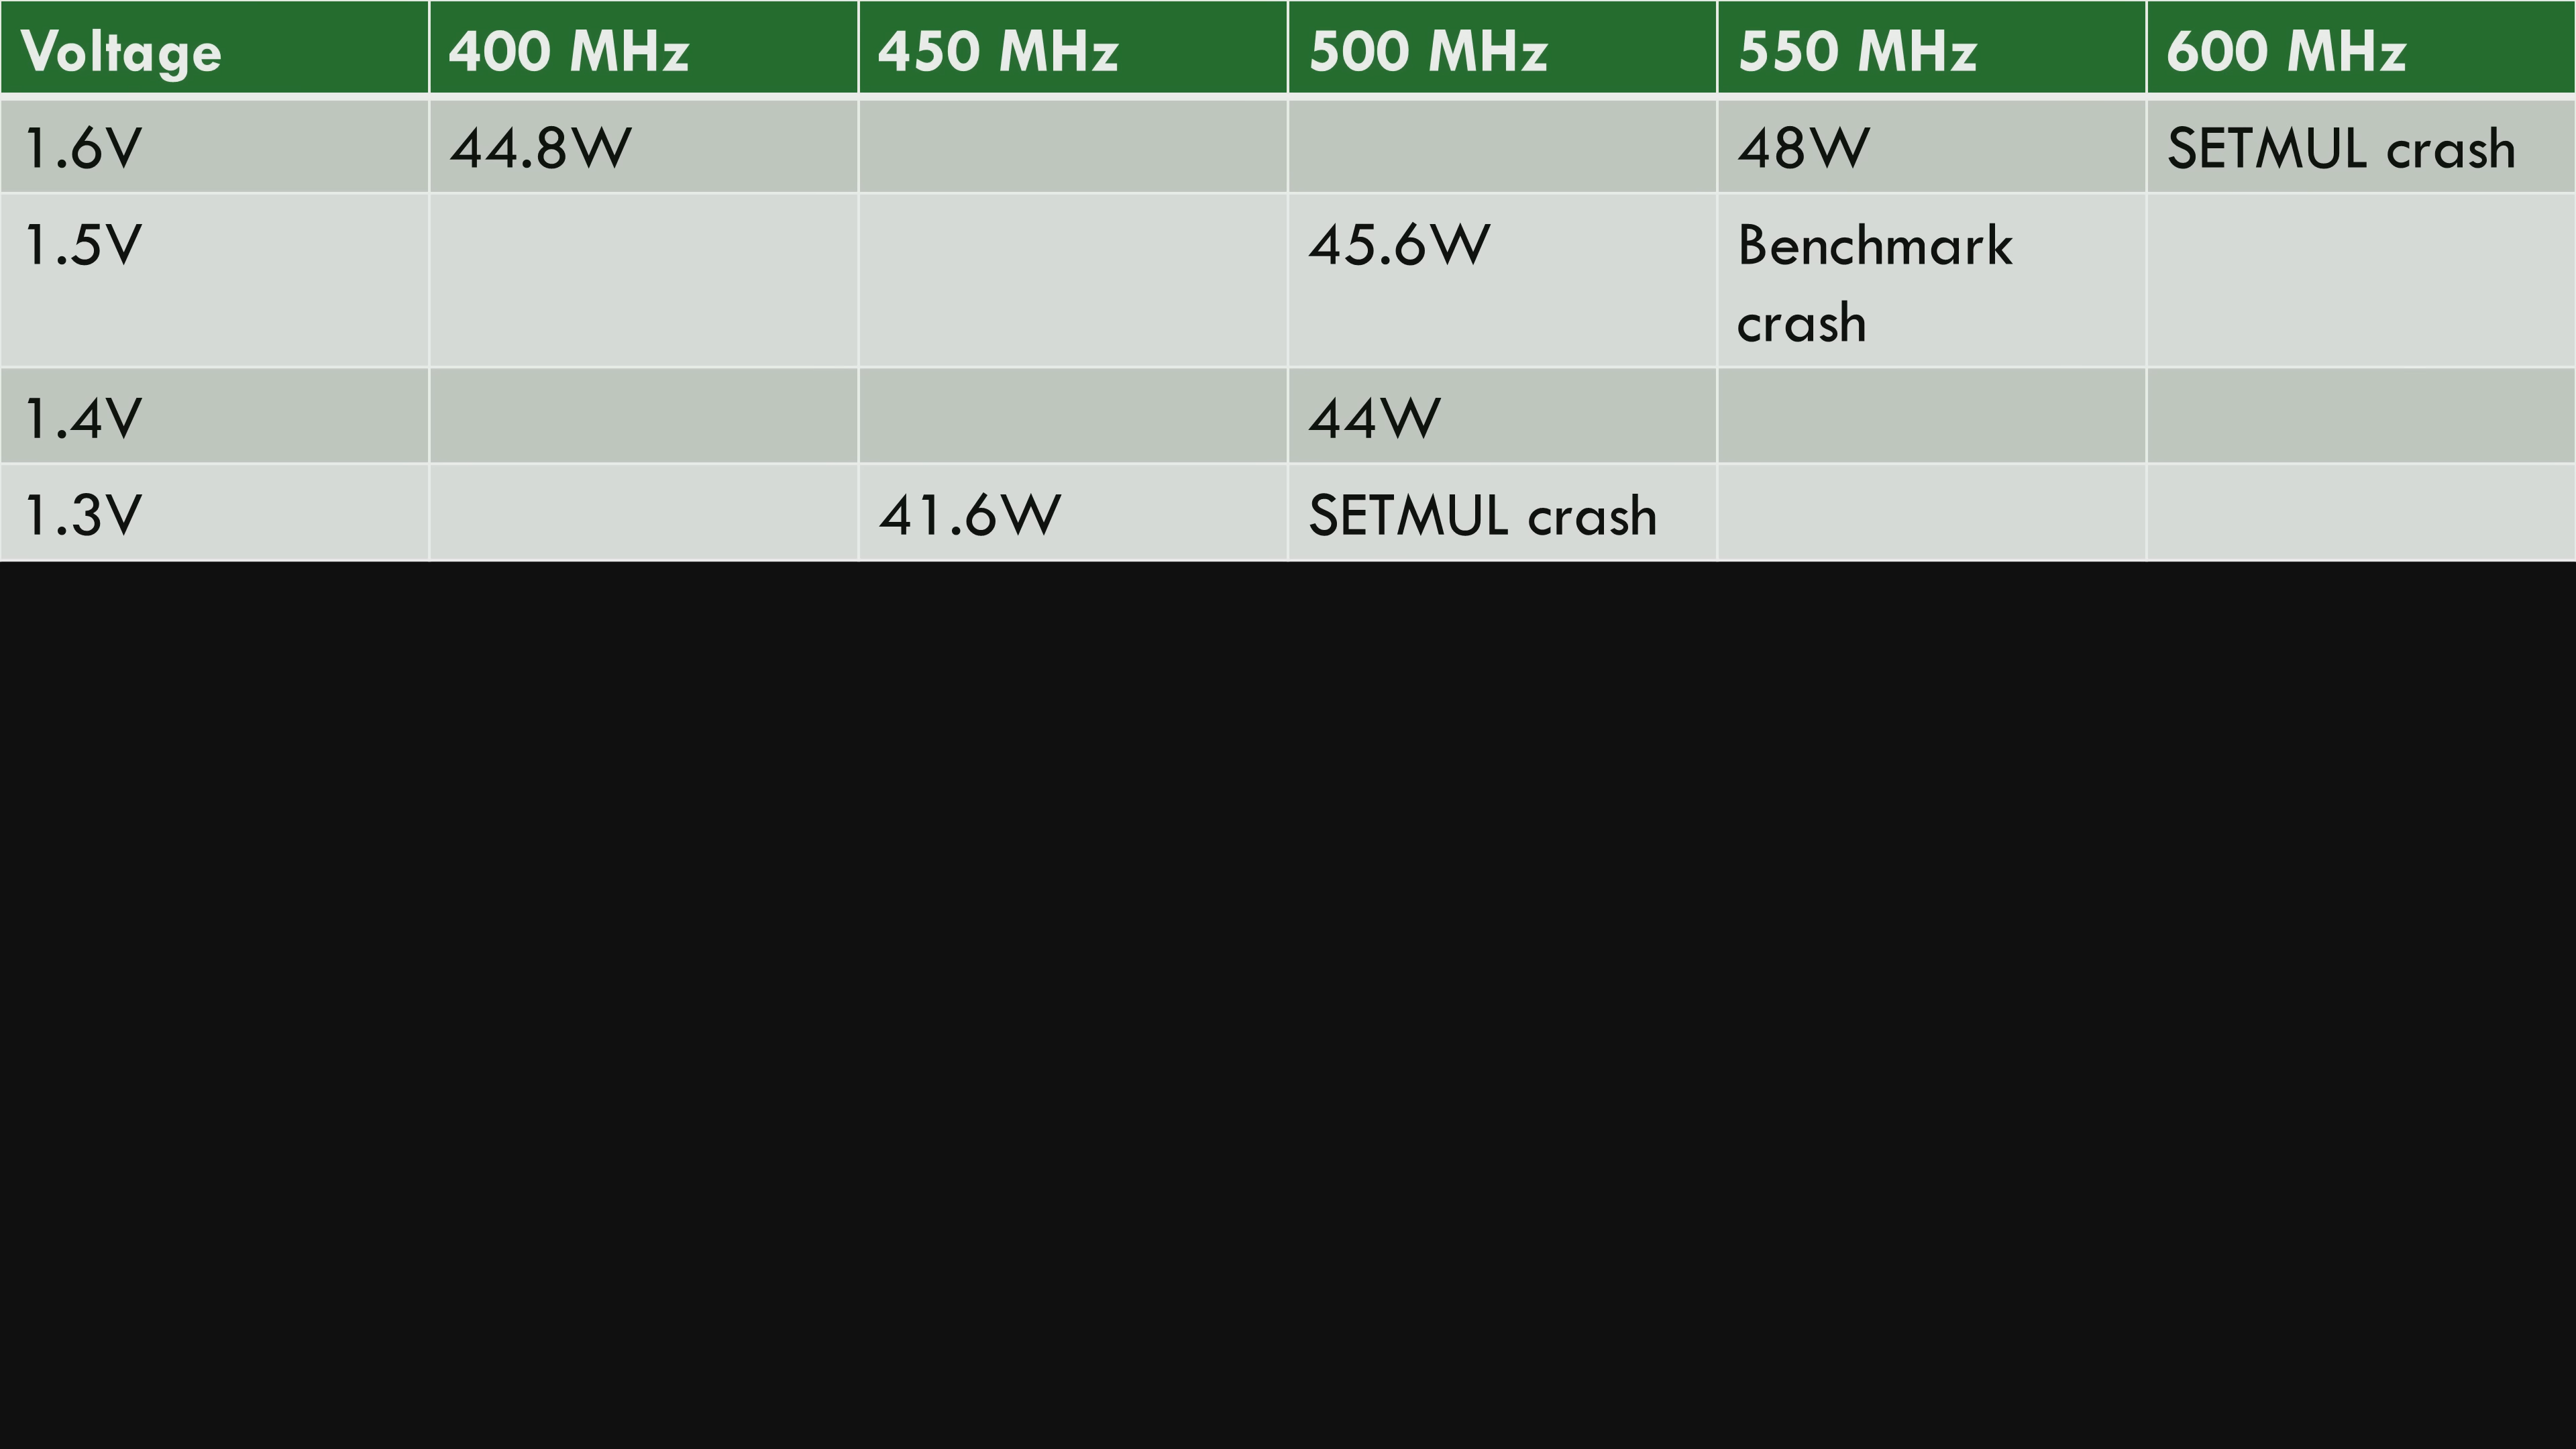 Voltage 400 MHz 450 MHz 500 MHz 550 MHz 600 MHz
1.6V 44.8W 48W SETMUL crash
1.5V 45.6W Benchmark
crash
1.4V 44W
1.3V 41.6W SETMUL crash